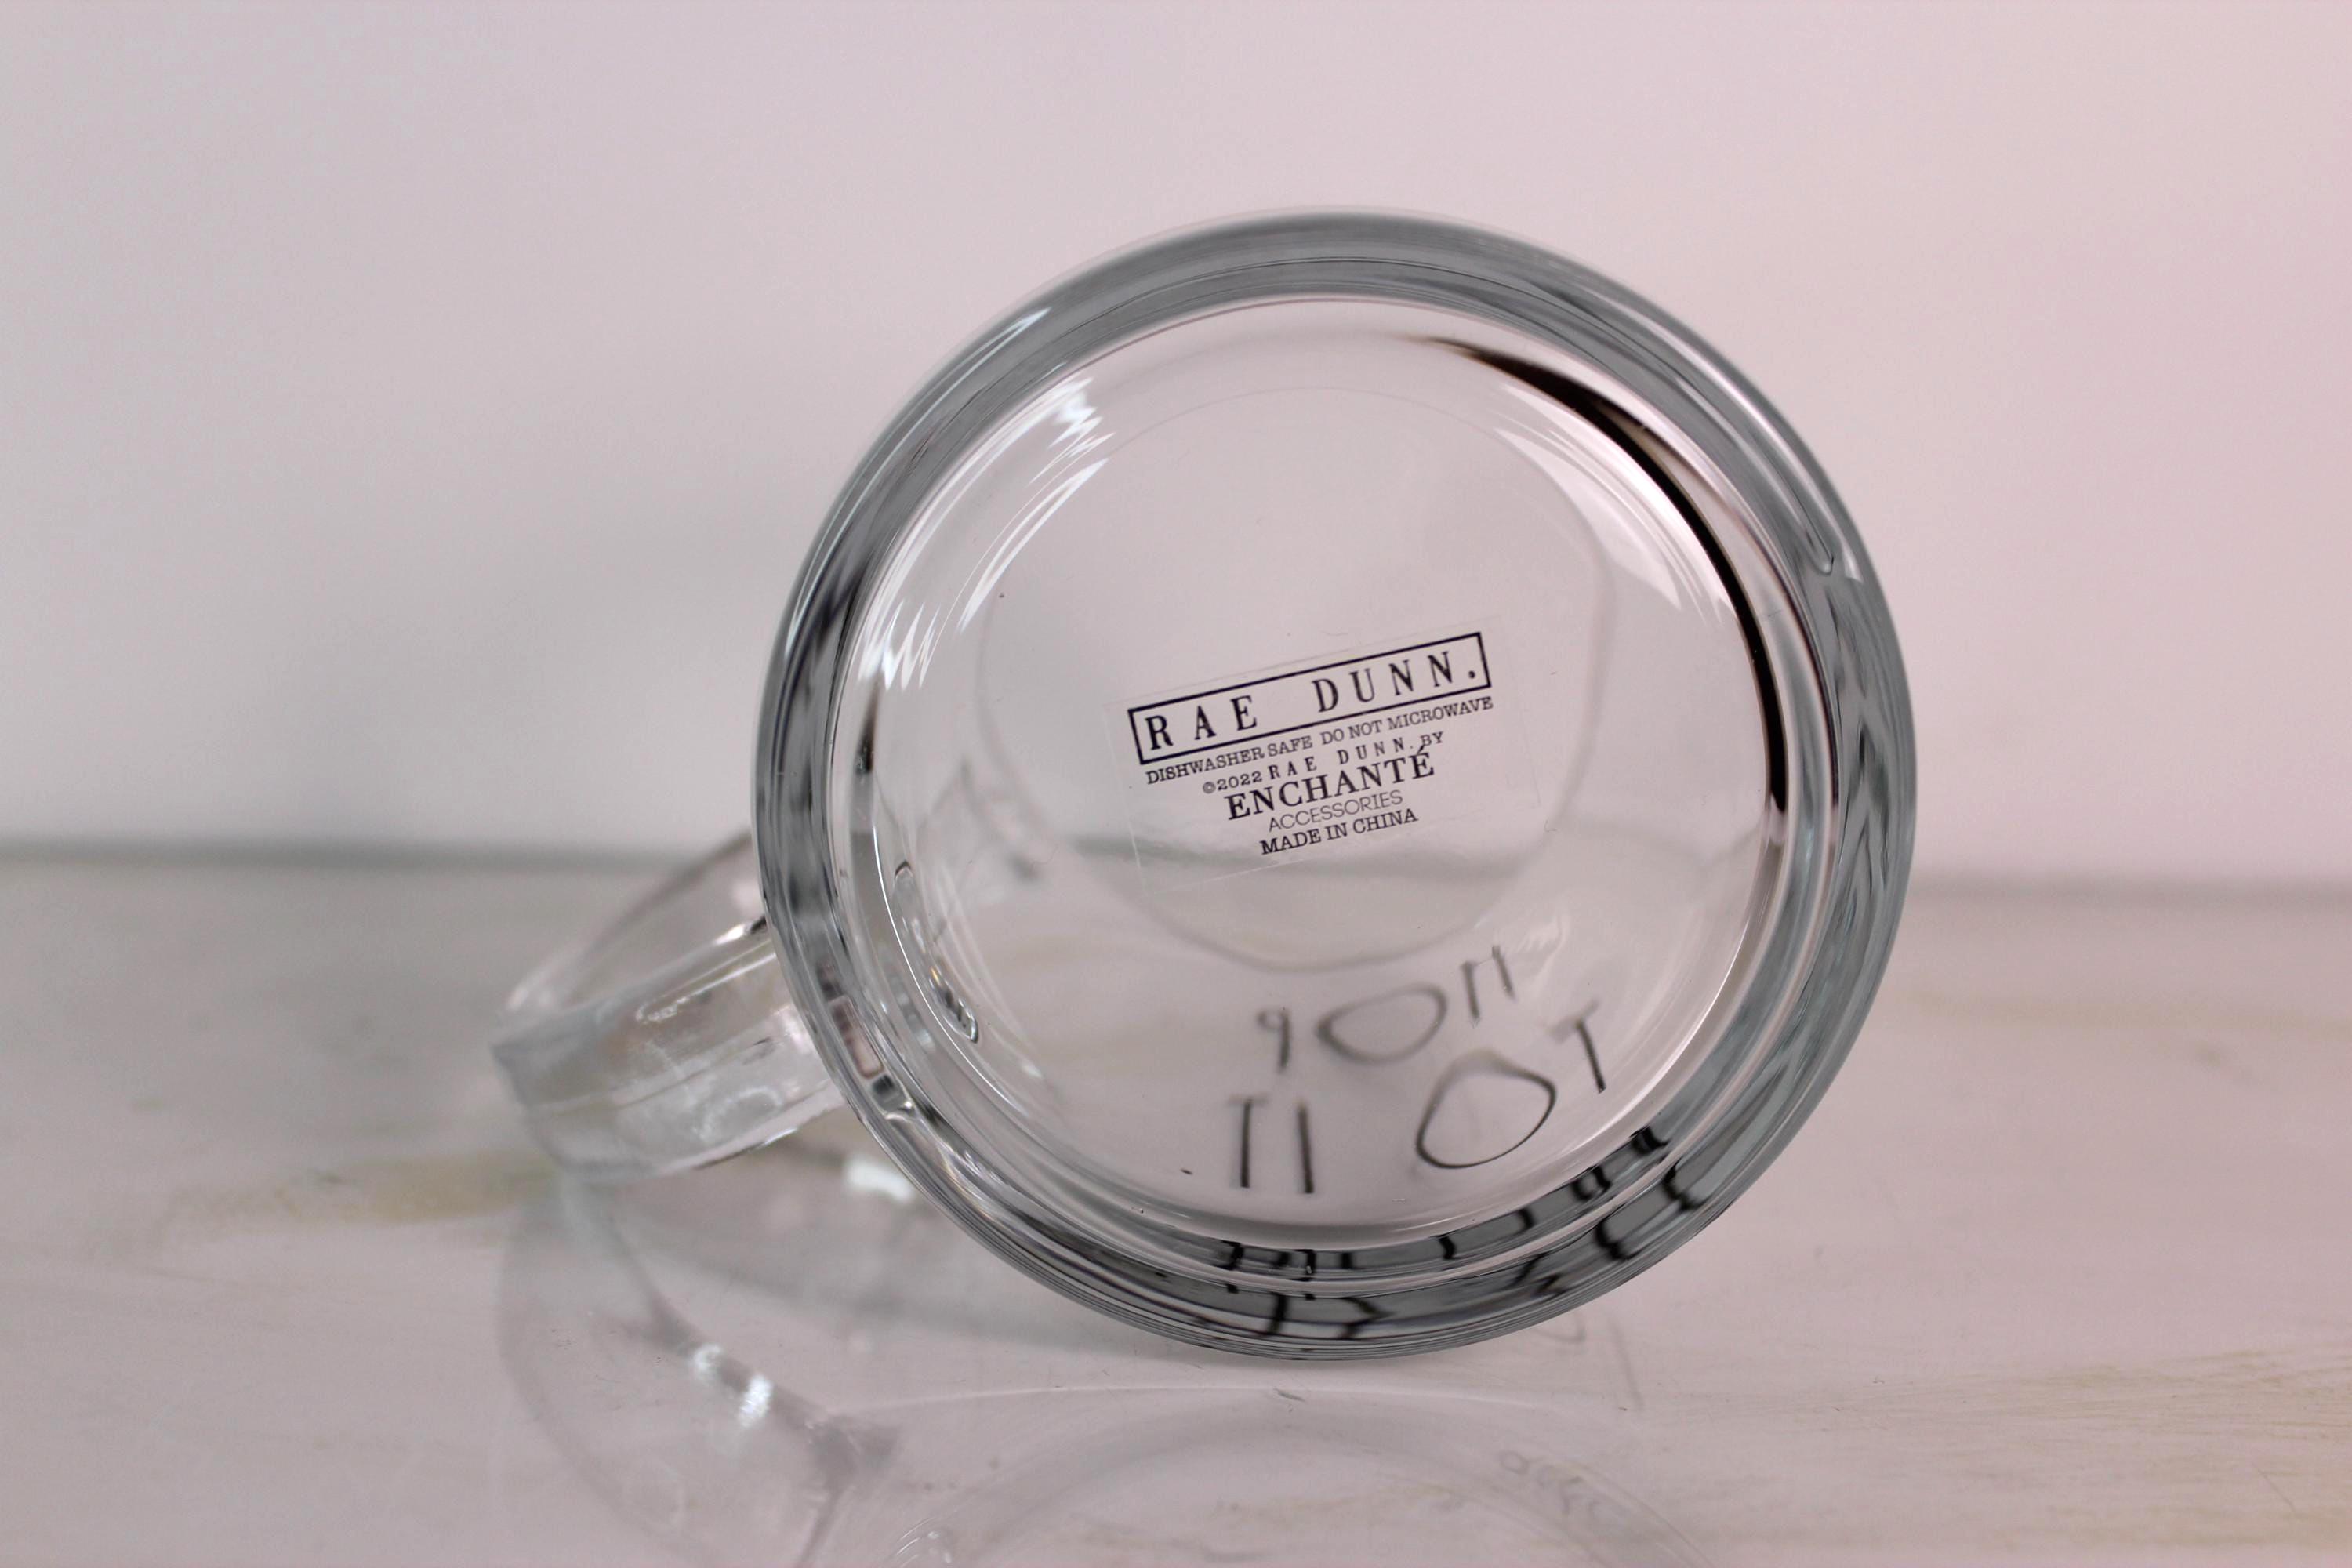 RAE DUNN.
DISHWASHER SAFE DO NOT MICROWAVE
©2022 RAE DUNN. BY
ENCHANTÉ
ACCESSORIES
MADE IN CHINA